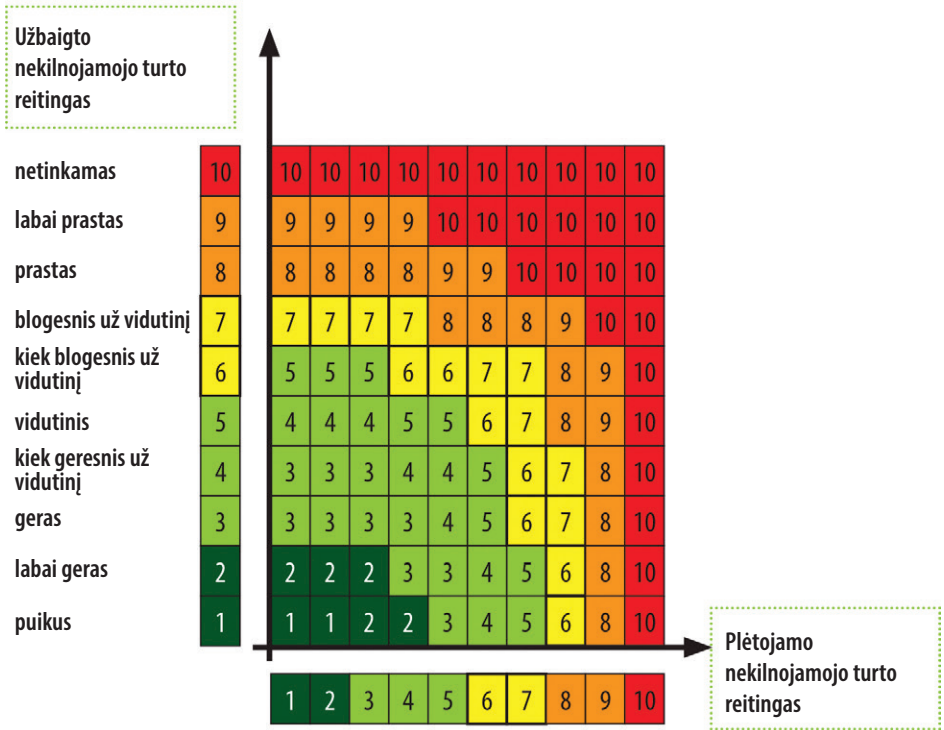 Užbaigto
nekilnojamojo turto
reitingas
netinkamas 10 10 10 10 10 10 10 10 10 10 10
labai prastas 9 9 9 9 9 10 10 10 10 10 10
prastas 8 8 8 8 8 9 9 10 10 10 10
blogesnis už vidutinį 7 7 7 7 7 8 8 8 9 10 10
kiek blogesnis už
vidutinį 6 5 5 5 6 6 7 7 8 9 10
vidutinis 5 4 4 4 5 5 6 7 8 9 10
kiek geresnis už
vidutinį 4 3 3 3 4 4 5 6 7 8 10
geras 3 3 3 3 3 4 5 6 7 8 10
labai geras 2 2 2 2 3 3 4 5 6 8 10
puikus 1 1 1 2 2 3 4 5 6 8 10
Plėtojamo
nekilnojamojo turto
reitingas
1 2 3 4 5 6 7 8 9 10